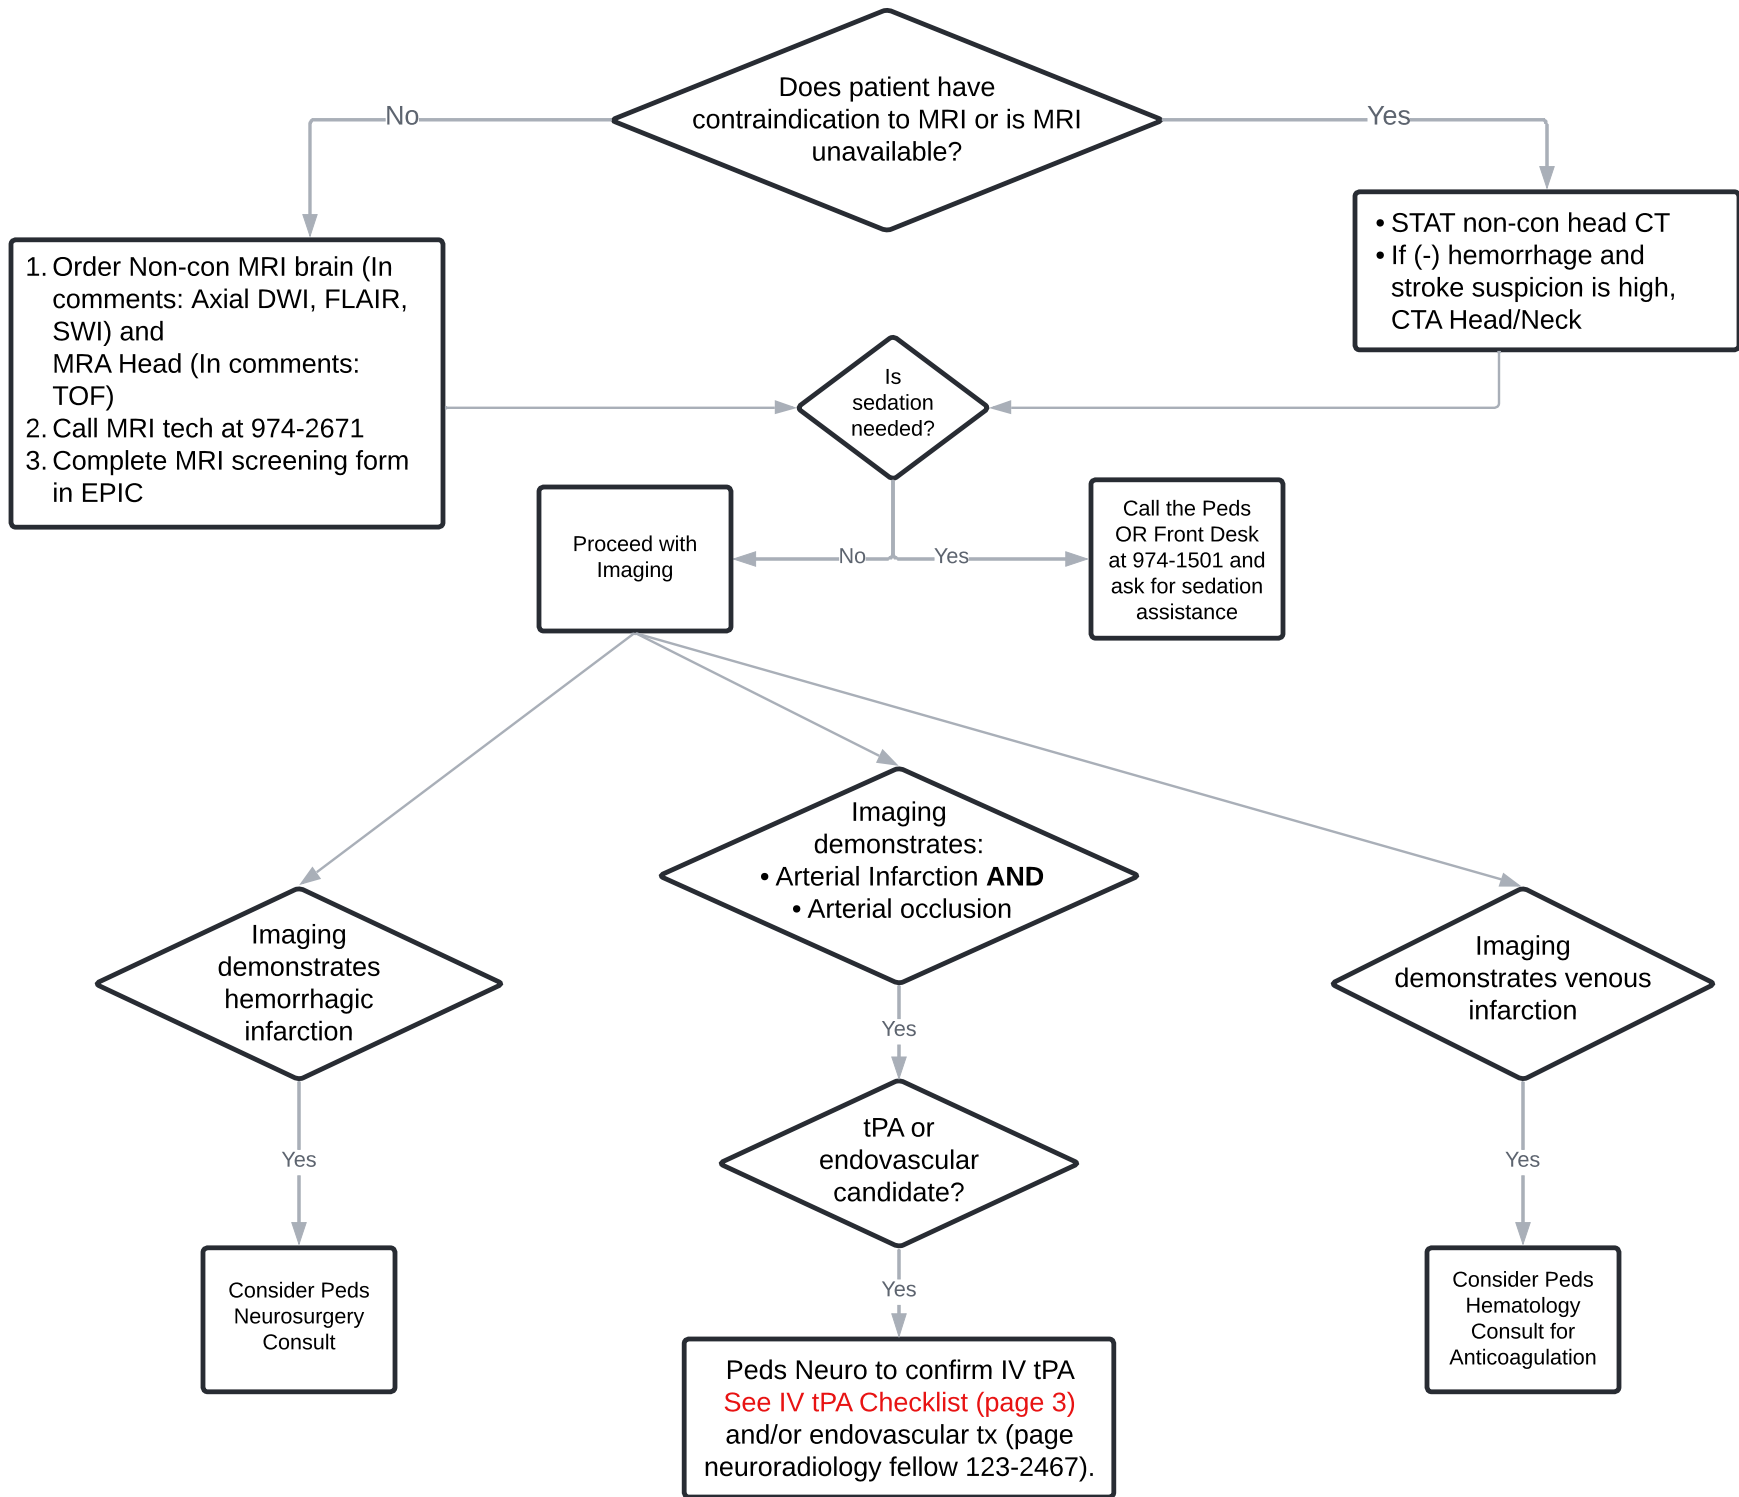 Does patient have
contraindication to MRI or is MRI
unavailable?
No
Yes
1. Order Non-con MRI brain (In
comments: Axial DWI, FLAIR,
SWI) and
MRA Head (In comments:
TOF)
2. Call MRI tech at 974-2671
3. Complete MRI screening form
in EPIC
• STAT non-con head CT
• If (-) hemorrhage and
stroke suspicion is high,
CTA Head/Neck
Is
sedation
needed?
No
Yes
Proceed with
Imaging
Call the Peds
OR Front Desk
at 974-1501 and
ask for sedation
assistance
Imaging
demonstrates
hemorrhagic
infarction
Imaging
demonstrates:
• Arterial Infarction AND
• Arterial occlusion
Imaging
demonstrates venous
infarction
Yes
tPA or
endovascular
candidate?
Yes
Yes
Yes
Consider Peds
Neurosurgery
Consult
Peds Neuro to confirm IV tPA
See IV tPA Checklist (page 3)
and/or endovascular tx (page
neuroradiology fellow 123-2467).
Consider Peds
Hematology
Consult for
Anticoagulation